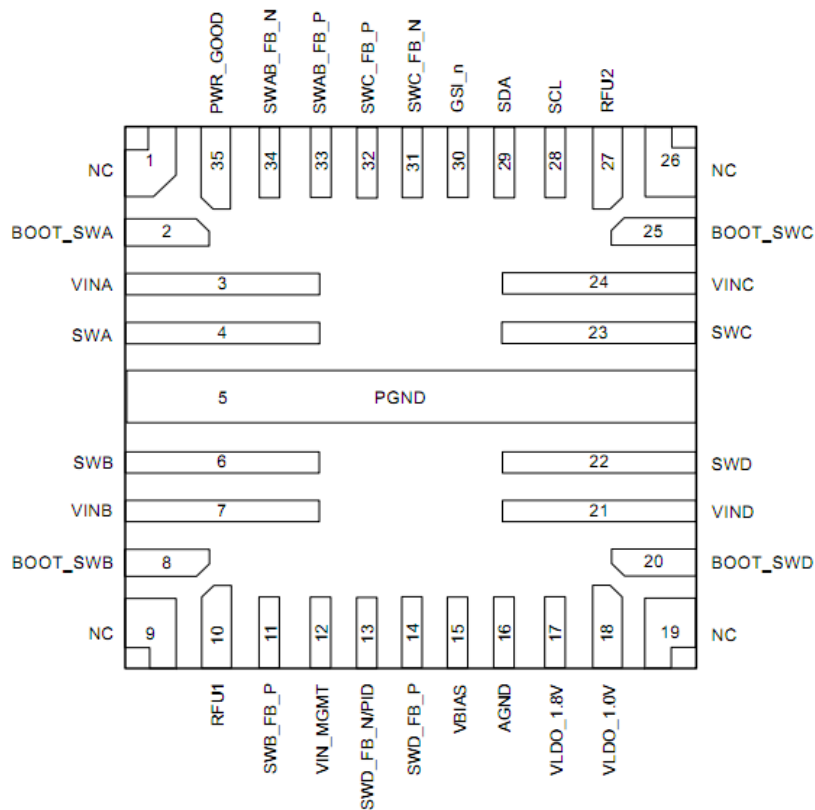 PWR_GOOD
SWAB_FB_N
SWAB_FB_P
SWC_FB_P
SWC_FB_N
GSI_n
SDA
SCL
RFU2
NC 1 35 34 33 32 31 30 29 28 27 26 NC
BOOT_SWA 2 25 BOOT_SWC
VINA 3 24 VINC
SWA 4 23 SWC
5 PGND
SWB 6 22 SWD
VINB 7 21 VIND
BOOT_SWB 8 20 BOOT_SWD
NC 9 10 11 12 13 14 15 16 17 18 19 NC
RFU1
SWB_FB_P
VIN_MGMT
SWD_FB_N/PID
SWD_FB_P
VBIAS
AGND
VLDO_1.8V
VLDO_1.0V